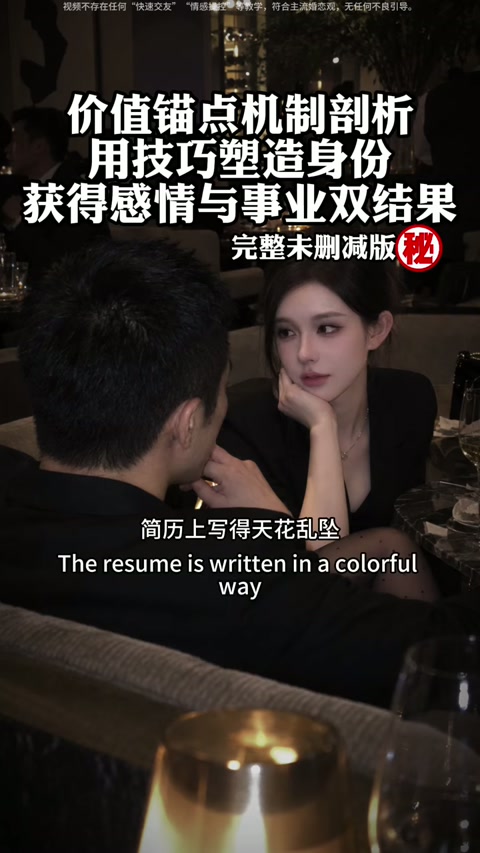 视频不存在任何“快速交友”“情感操控”等教学，符合主流婚恋观，无任何不良引导。
价值锚点机制剖析
用技巧塑造身份
获得感情与事业双结果
完整未删减版 秘
简历上写得天花乱坠
The resume is written in a colorful
way